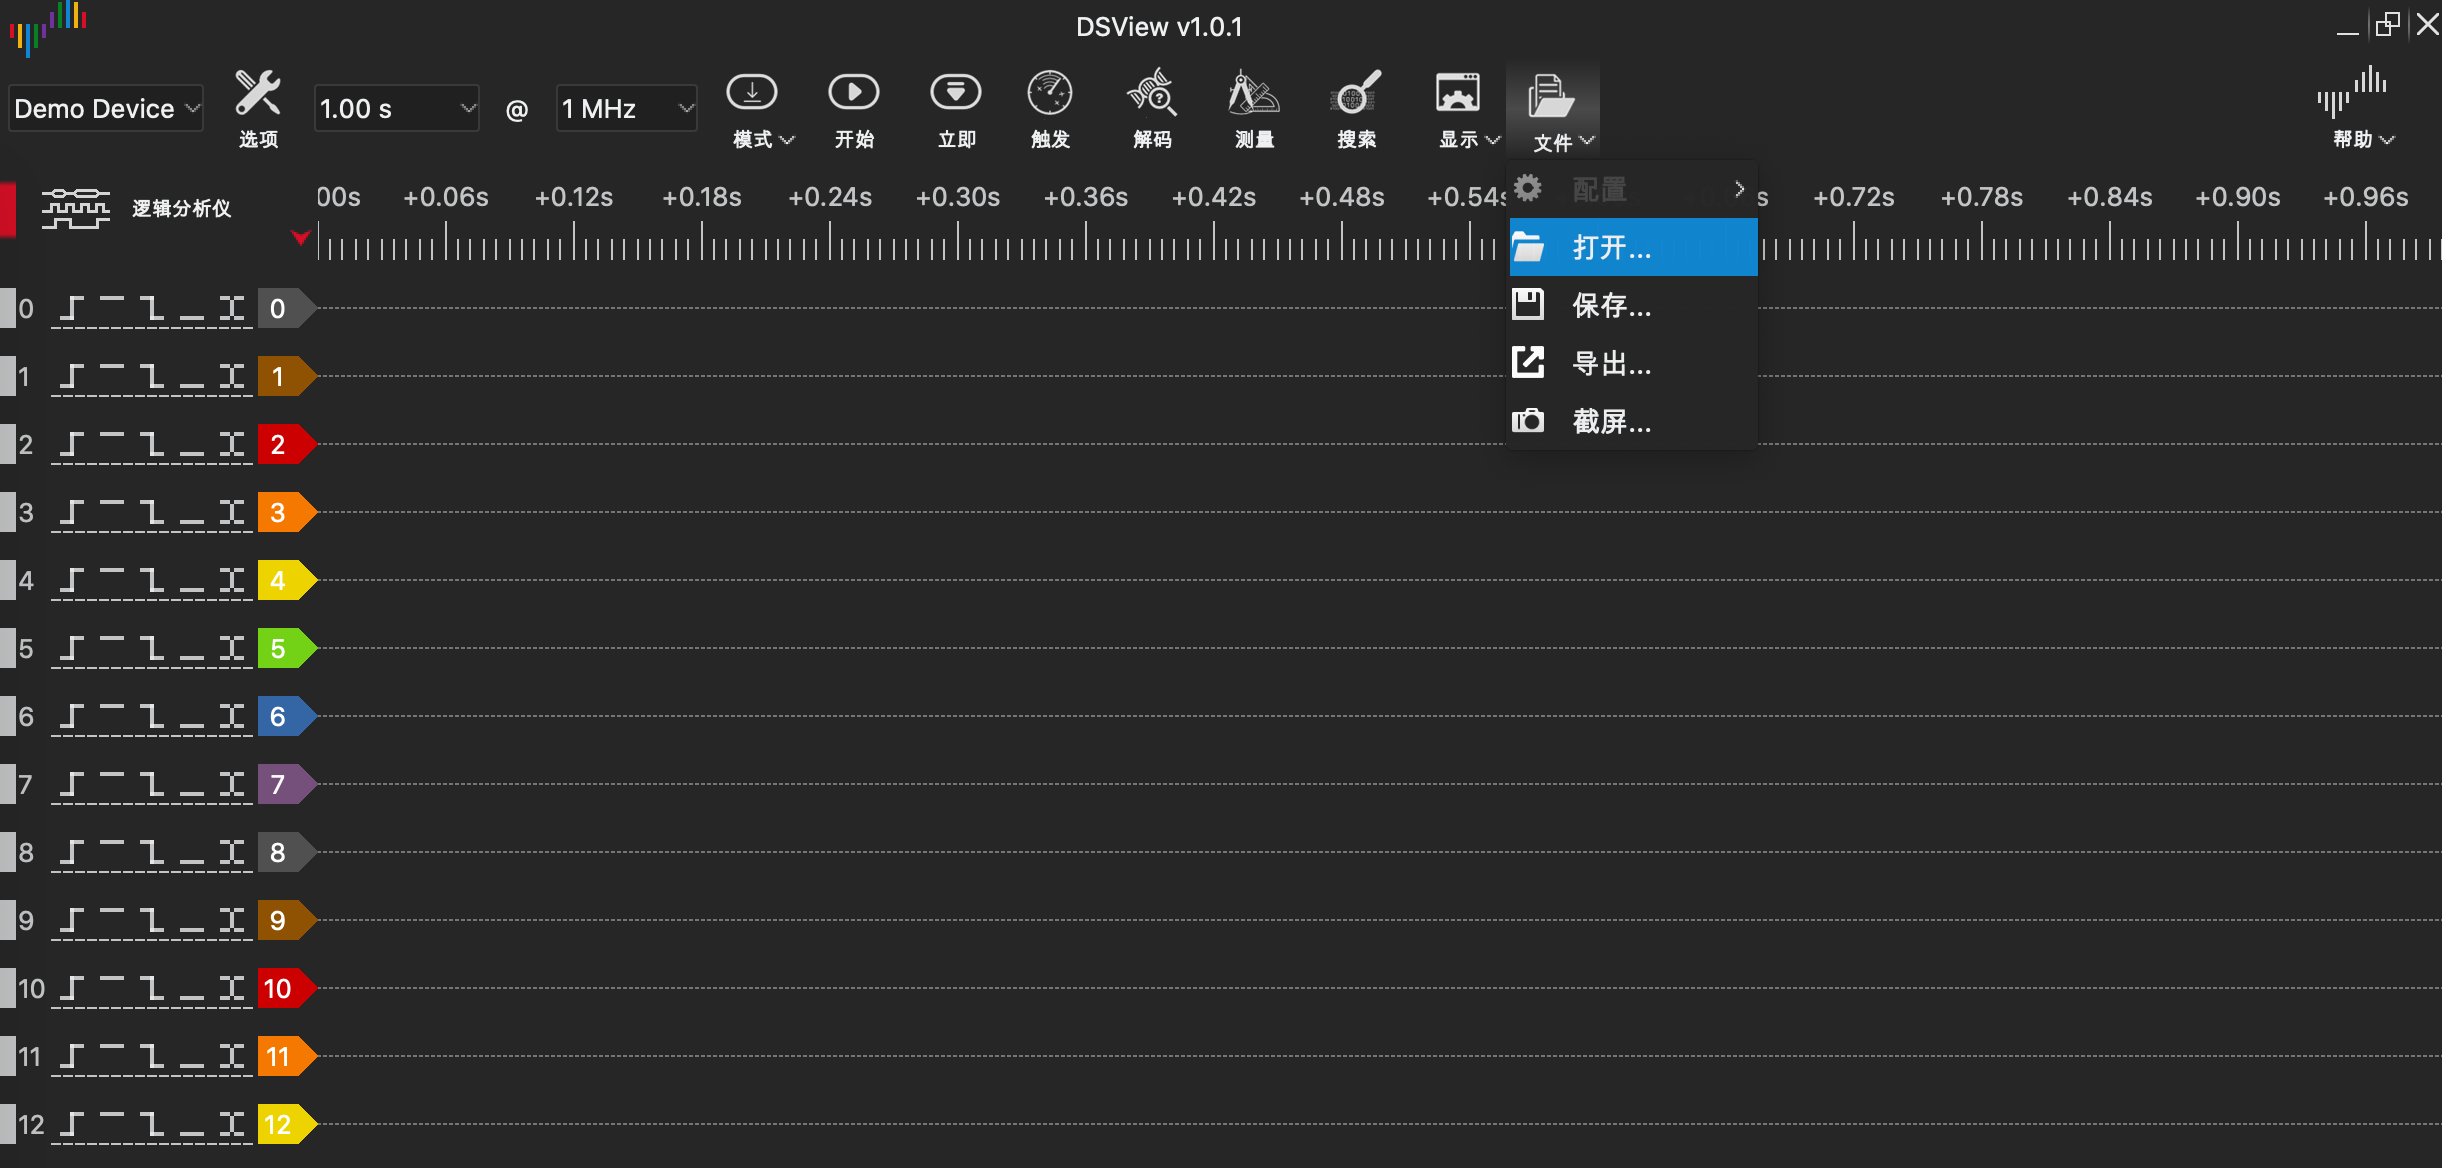 DSView v1.0.1
Demo Device
选项
1.00 s
@
1 MHz
模式
开始
立即
触发
解码
测量
搜索
显示
文件
帮助
逻辑分析仪
00s +0.06s +0.12s +0.18s +0.24s +0.30s +0.36s +0.42s +0.48s +0.54s s +0.72s +0.78s +0.84s +0.90s +0.96s
配置
打开...
保存...
导出...
截屏...
0 0
1 1
2 2
3 3
4 4
5 5
6 6
7 7
8 8
9 9
10 10
11 11
12 12